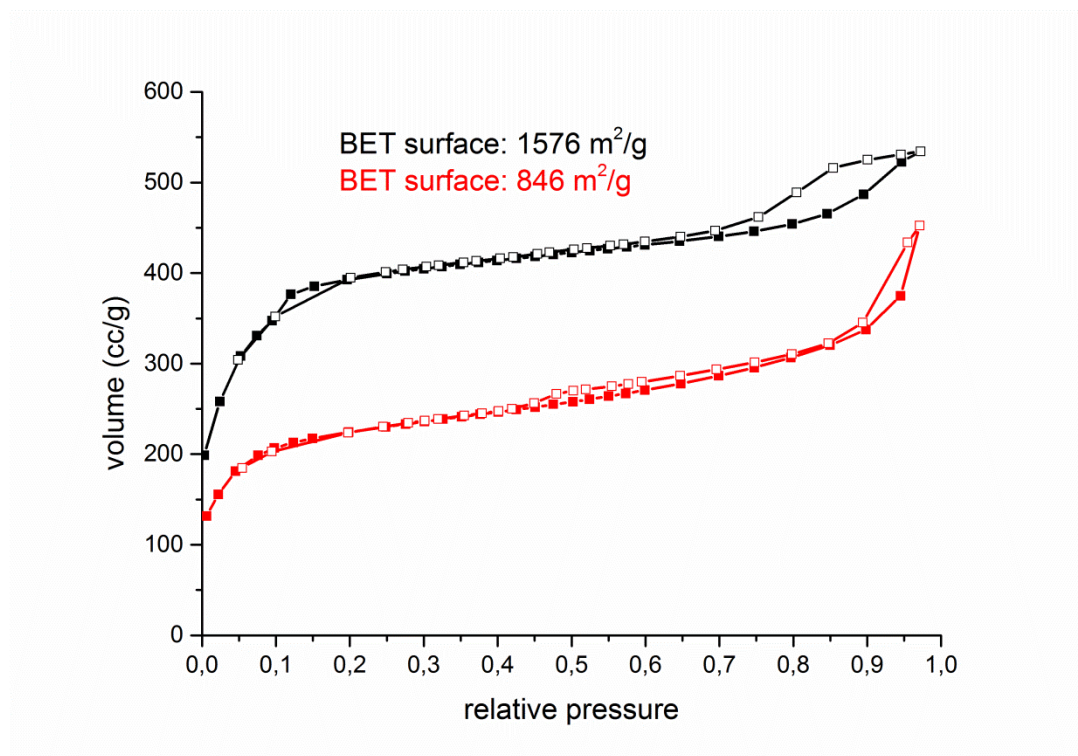 600
500
400
300
200
100
0
volume (cc/g)
BET surface: 1576 m²/g
BET surface: 846 m²/g
0,0 0,1 0,2 0,3 0,4 0,5 0,6 0,7 0,8 0,9 1,0
relative pressure